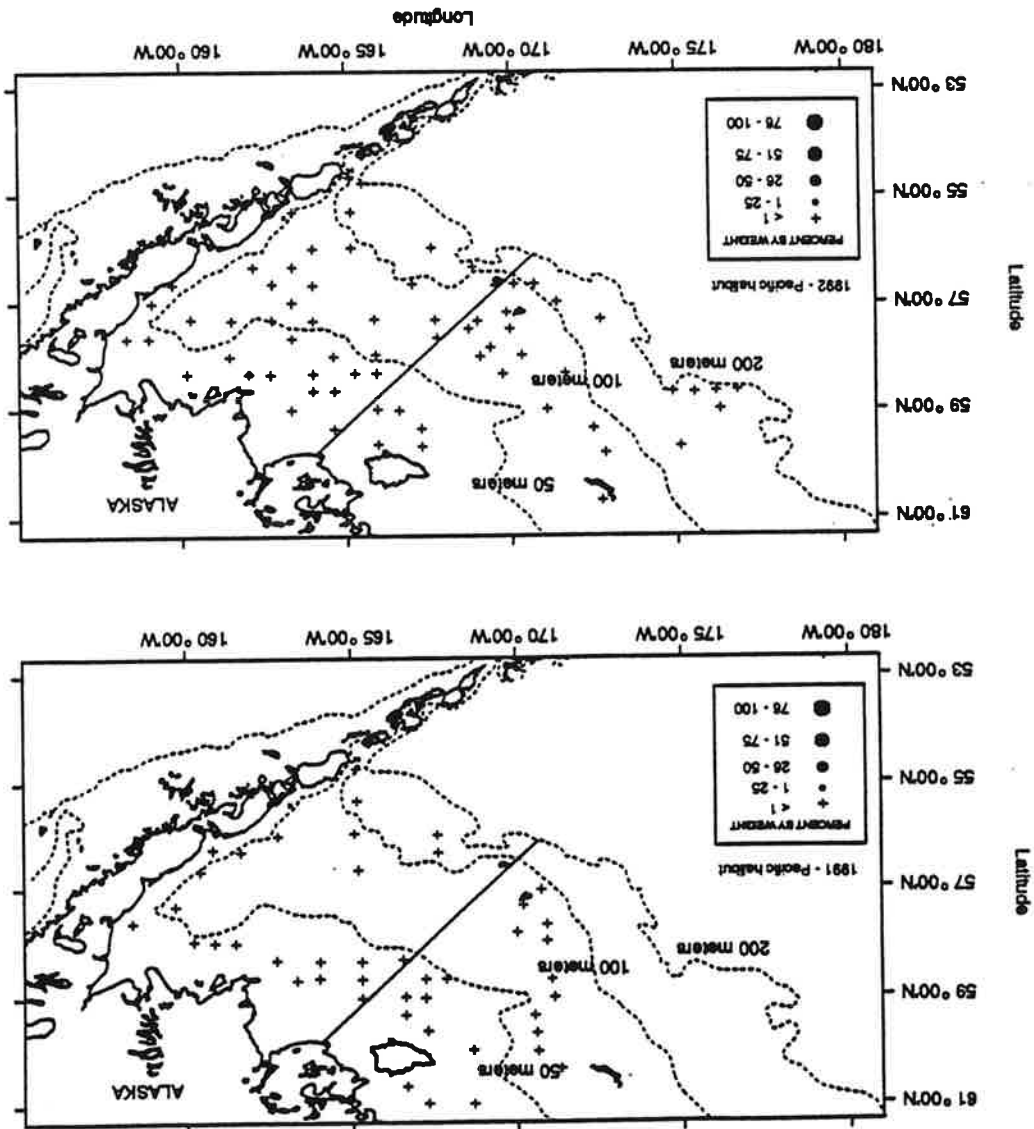 61°00'N
59°00'N
57°00'N
55°00'N
53°00'N
Latitude
ALASKA
50 meters
100 meters
200 meters
1991 - Pacific halibut
PERCENT BY WEIGHT
+ <1
1 - 25
26 - 50
51 - 75
76 - 100
180°00'W
175°00'W
170°00'W
165°00'W
160°00'W
61°00'N
59°00'N
57°00'N
55°00'N
53°00'N
Latitude
ALASKA
50 meters
100 meters
200 meters
1992 - Pacific halibut
PERCENT BY WEIGHT
+ <1
1 - 25
26 - 50
51 - 75
76 - 100
180°00'W
175°00'W
170°00'W
165°00'W
160°00'W
Longitude